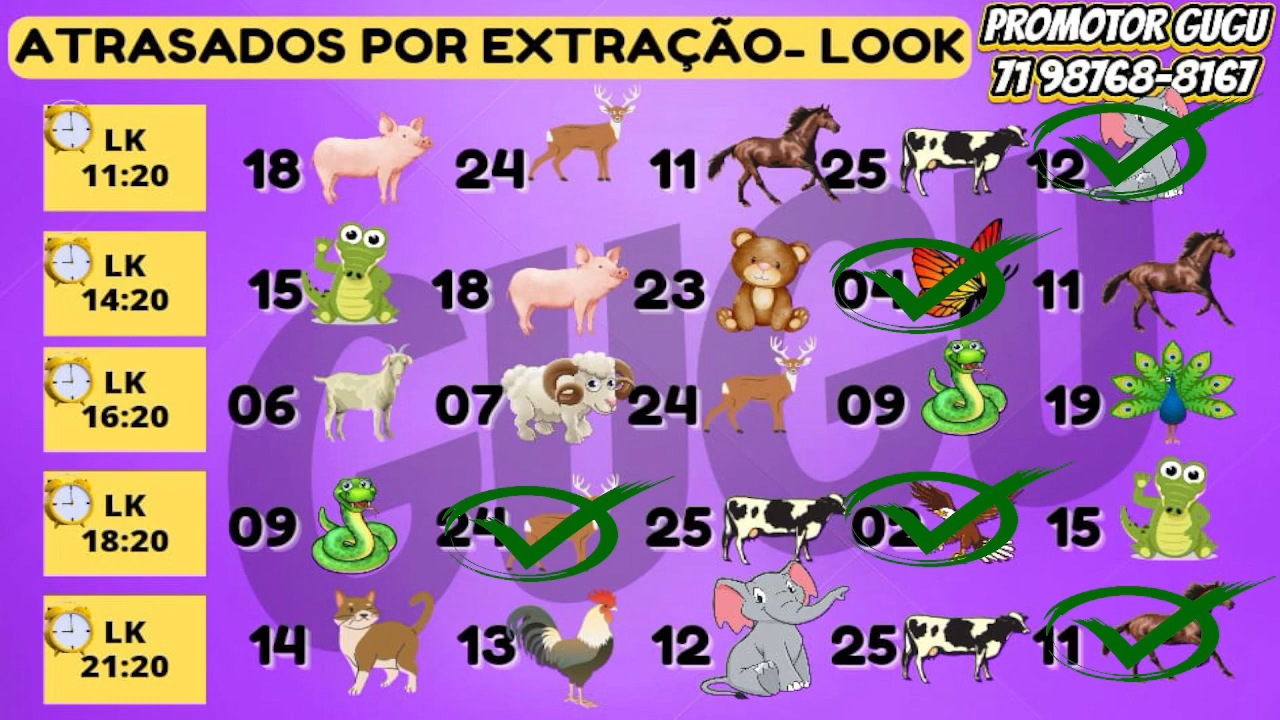 ATRASADOS POR EXTRAÇÃO- LOOK
PROMOTOR GUGU
71 98768-8167
LK
11:20
18 24 11 25 12
LK
14:20
15 18 23 04 11
LK
16:20
06 07 24 09 19
LK
18:20
09 24 25 02 15
LK
21:20
14 13 12 25 11
GUGU